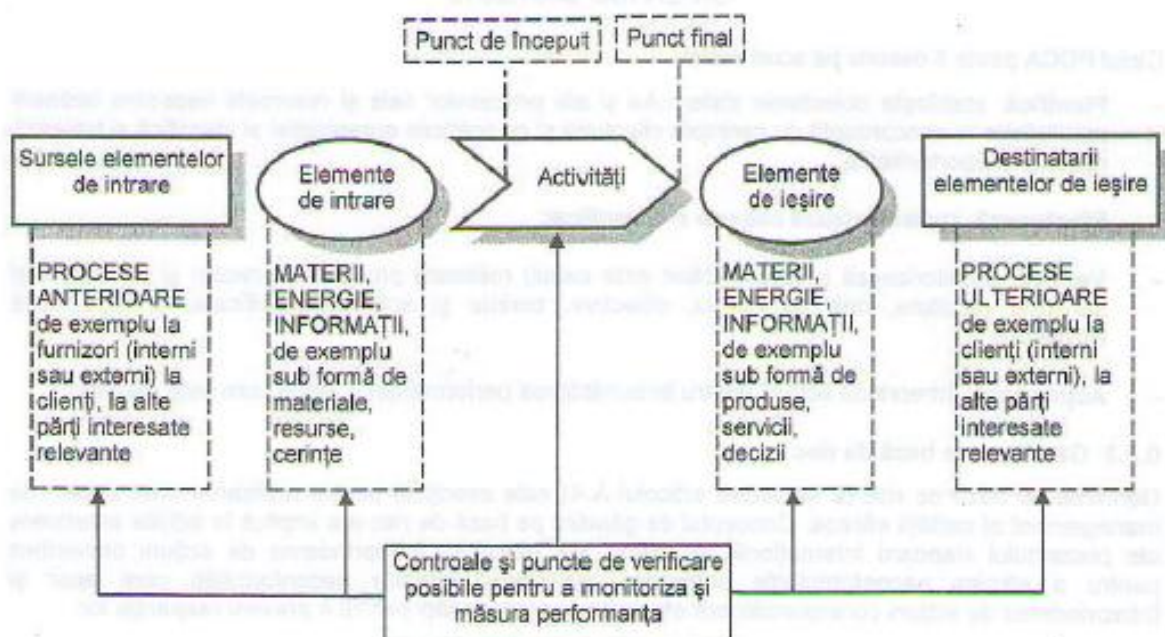 Punct de început
Punct final
Sursele elementelor
de intrare
Elemente
de intrare
Activități
Elemente
de ieșire
Destinatarii
elementelor de ieșire
PROCESE
ANTERIOARE
de exemplu la
furnizori (interni
sau externi) la
clienți, la alte
părți interesate
relevante
MATERII,
ENERGIE,
INFORMAȚII,
de exemplu
sub formă de
materiale,
resurse,
cerințe
MATERII,
ENERGIE,
INFORMAȚII,
de exemplu
sub formă de
produse,
servicii,
decizii
PROCESE
ULTERIOARE
de exemplu la
clienți (interni
sau externi), la
alte părți
interesate
relevante
Controale și puncte de verificare
posibile pentru a monitoriza și
măsura performanța